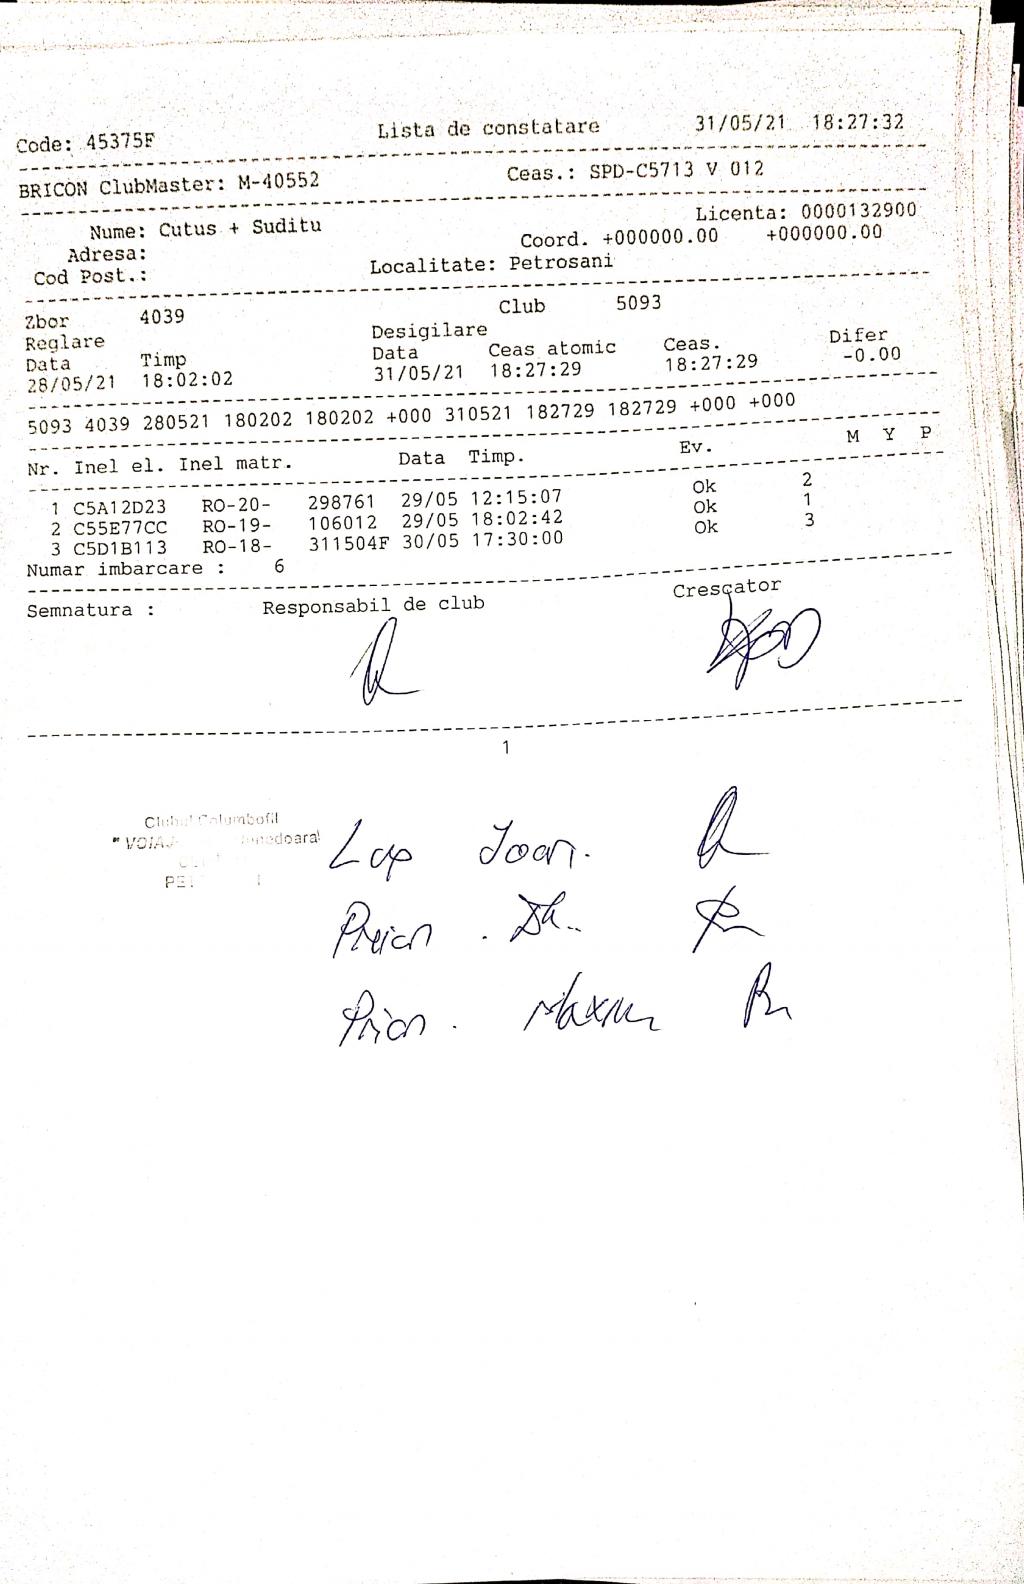 Code: 45375F Lista de constatare 31/05/21 18:27:32
BRICON ClubMaster: M-40552 Ceas.: SPD-C5713 V 012
Nume: Cutus + Suditu Licenta: 0000132900
Adresa: Coord. +000000.00 +000000.00
Cod Post.: Localitate: Petrosani
Zbor 4039 Club 5093
Reglare Desigilare
Data Timp Data Ceas atomic Ceas. Difer
28/05/21 18:02:02 31/05/21 18:27:29 18:27:29 -0.00
5093 4039 280521 180202 180202 +000 310521 182729 182729 +000 +000
Nr. Inel el. Inel matr. Data Timp. Ev. M Y P
1 C5A12D23 RO-20- 298761 29/05 12:15:07 Ok 2
2 C55E77CC RO-19- 106012 29/05 18:02:42 Ok 1
3 C5D1B113 RO-18- 311504F 30/05 17:30:00 Ok 3
Numar imbarcare : 6
Semnatura : Responsabil de club Crescator
1
Clubul Columbofil
Ioan.